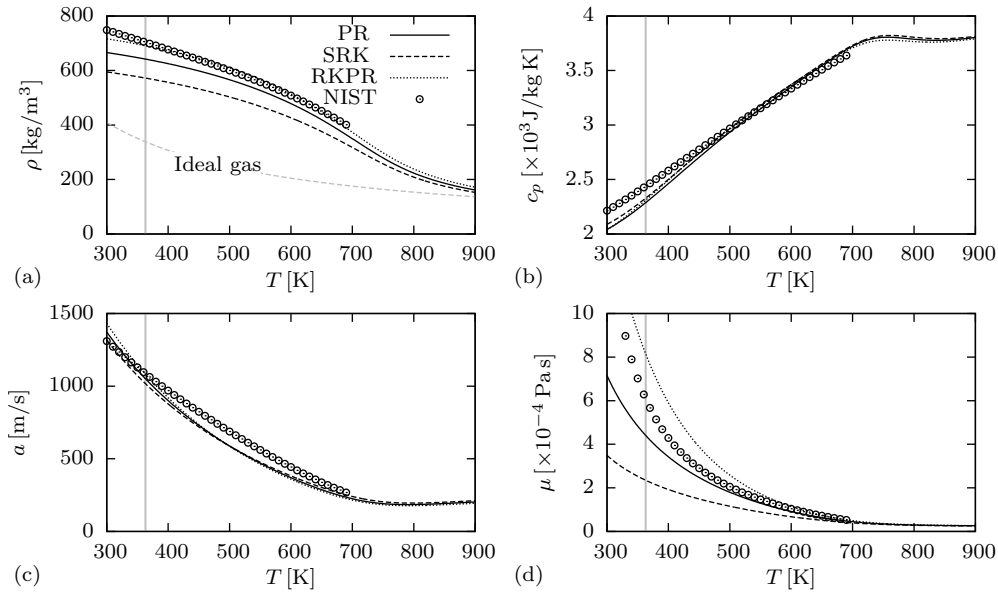 800
600
400
200
0
ρ [kg/m³]
PR
SRK
RKPR
NIST
Ideal gas
300 400 500 600 700 800 900
(a)
T [K]
4
3.5
3
2.5
2
c_p [×10³J/kg K]
300 400 500 600 700 800 900
(b)
T [K]
1500
1000
500
0
a [m/s]
300 400 500 600 700 800 900
(c)
T [K]
10
8
6
4
2
0
μ [×10⁻⁴ Pa s]
300 400 500 600 700 800 900
(d)
T [K]